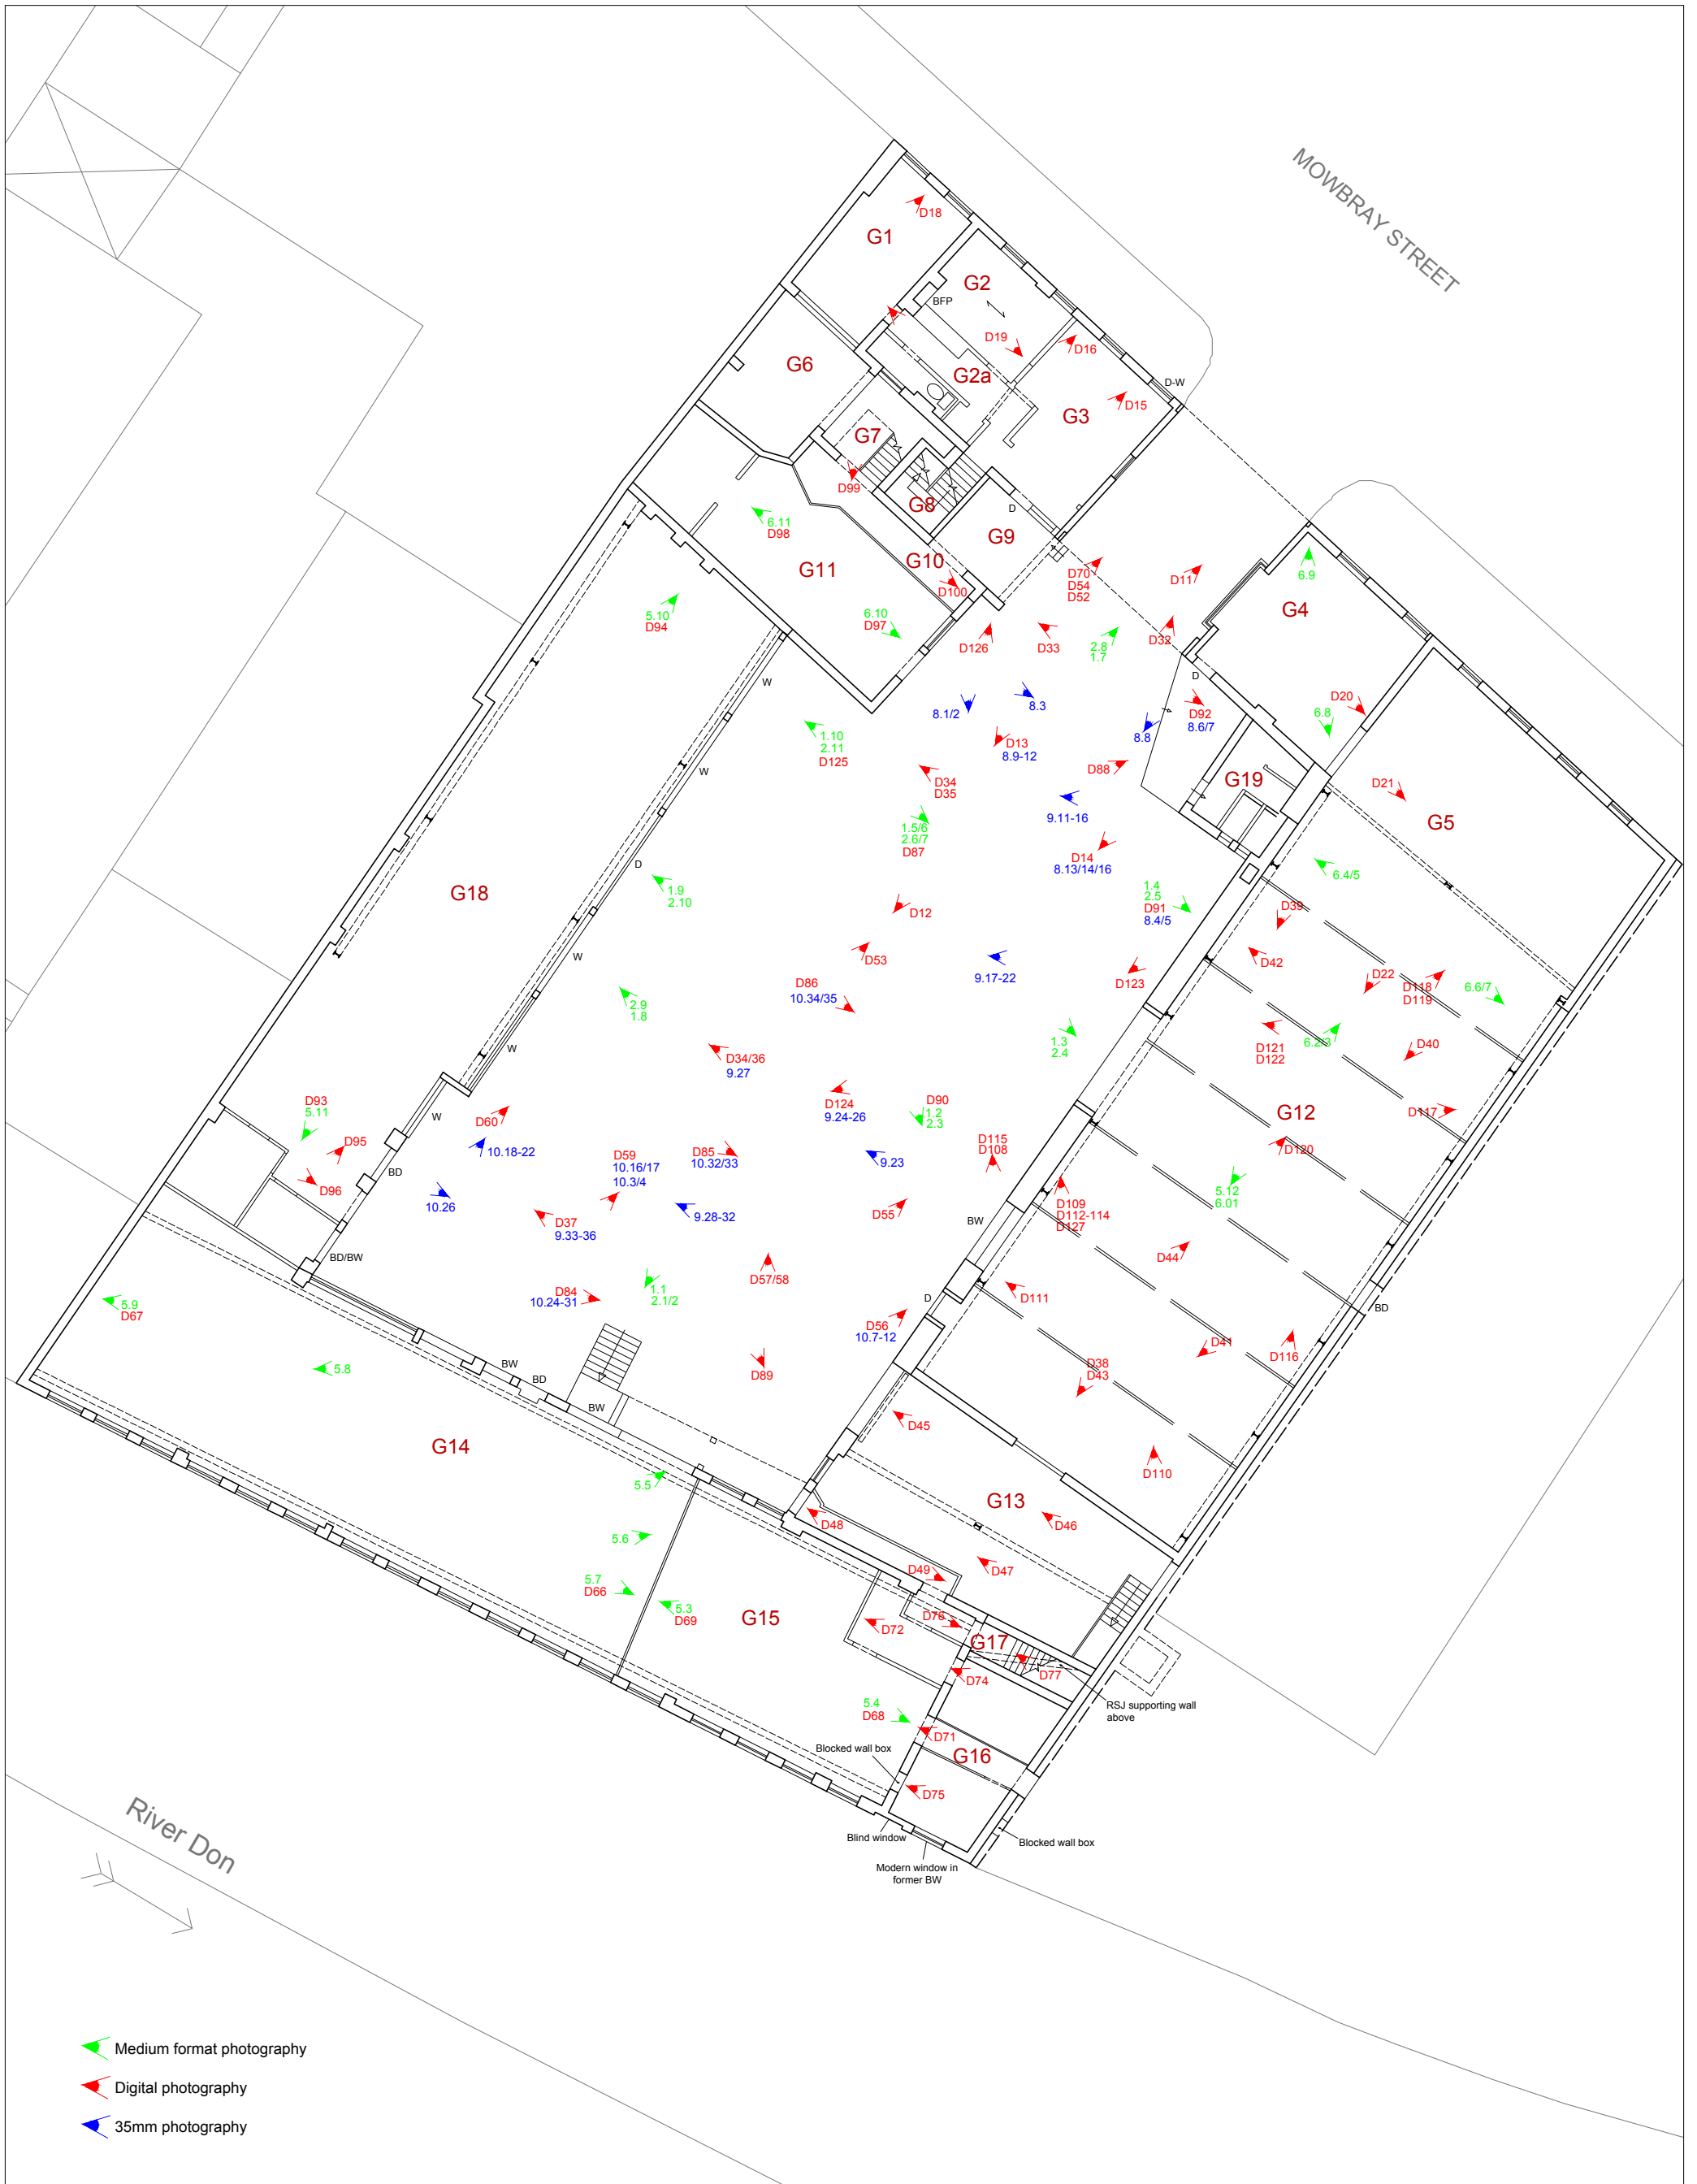 MOWBRAY STREET
D18
G1
G2
BFP
D19
D16
G6
G2a
D-W
D15
G3
G7
D99
G8
D
6.11
D98
G9
G10
G11
D70
D54
D52
D11
6.9
D100
G4
5.10
D94
6.10
D97
D126
D33
2.8
1.7
D32
W
D
D20
8.1/2
8.3
D92
8.6/7
6.8
8.8
1.10
2.11
D125
D13
8.9-12
W
D34
D35
D88
G19
D21
9.11-16
G5
1.5/6
2.6/7
D87
D14
8.13/14/16
D
G18
1.9
2.10
6.4/5
1.4
2.5
D91
8.4/5
D12
D39
W
D53
D42
9.17-22
D86
10.34/35
D123
D22
D118
D119
6.6/7
2.9
1.8
1.3
2.4
D121
D122
6.2/3
D40
W
D34/36
9.27
D93
5.11
W
D60
D124
9.24-26
D90
1.2
2.3
G12
D117
D95
10.18-22
D59
10.16/17
10.3/4
D85
10.32/33
9.23
D115
D108
D120
BD
D96
10.26
5.12
6.01
D37
9.33-36
9.28-32
D55
BW
D109
D112-114
D127
BD/BW
D44
D57/58
D84
10.24-31
1.1
2.1/2
5.9
D67
D
D111
BD
D56
10.7-12
D41
D116
5.8
BW
BD
BW
D89
D38
D43
D45
G14
D110
5.5
G13
D48
D46
5.6
D47
5.7
D66
D49
5.3
D69
G15
D72
D76
G17
D74
D77
RSJ supporting wall
above
5.4
D68
D71
Blocked wall box
G16
D75
River Don
Blind window
Blocked wall box
Modern window in
former BW
Medium format photography
Digital photography
35mm photography